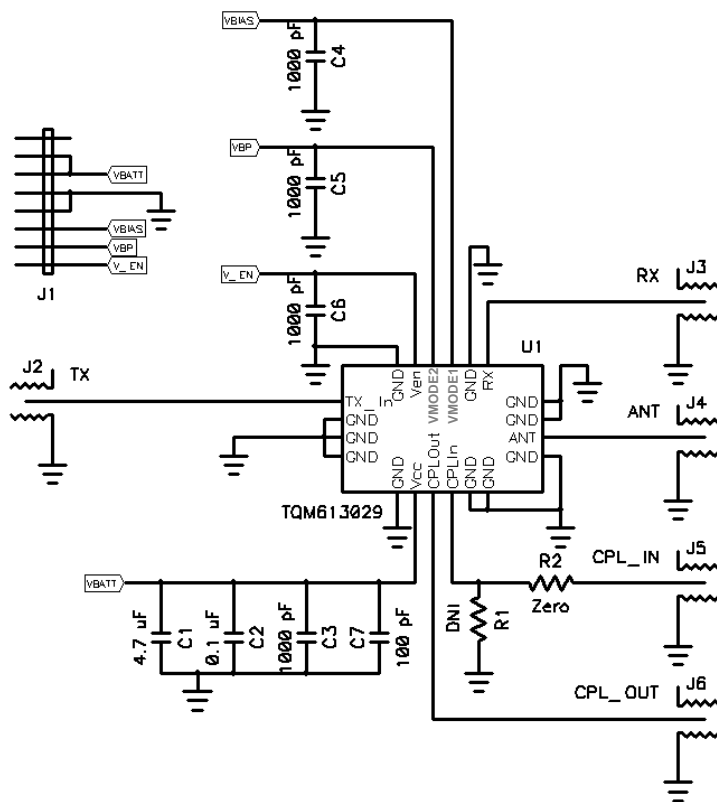 VBIAS
1000 pF
C4
VBP
1000 pF
C5
VBATT
VBIAS
VBP
V_EN
J1
V_EN
1000 pF
C6
J2
TX
RX
J3
U1
GND
Ven
VMODE2
VMODE1
GND
RX
TX_In
GND
GND
GND
GND
GND
ANT
GND
GND
Vcc
CPLOut
CPLIn
GND
GND
ANT
J4
TQM613029
VBATT
4.7 uF
C1
0.1 uF
C2
1000 pF
C3
C7
100 pF
DNI
R1
R2
Zero
CPL_IN
J5
CPL_OUT
J6